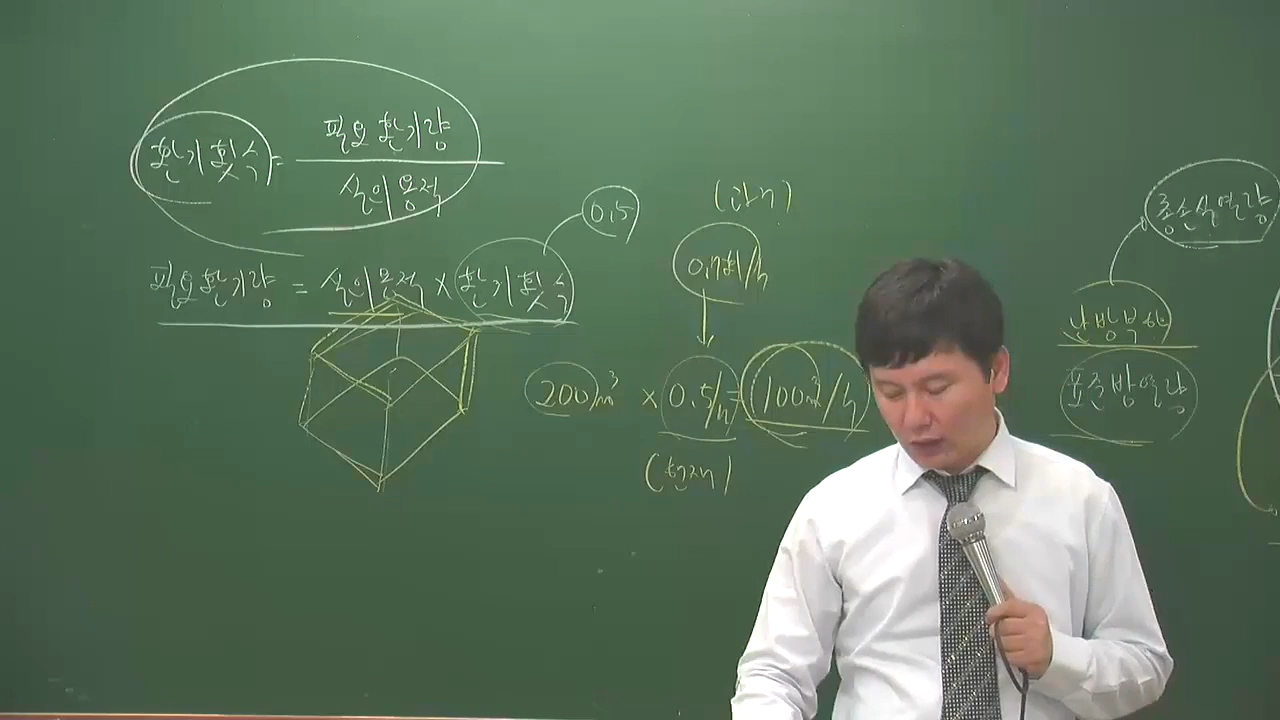 환기횟수 = 필요환기량
실의용적
필요환기량 = 실의용적 × 환기횟수
0.5
(과거)
0.7회/h
200m³ × 0.5/h = 100m³/h
(현재)
총손실열량
난방부하
표준방열량